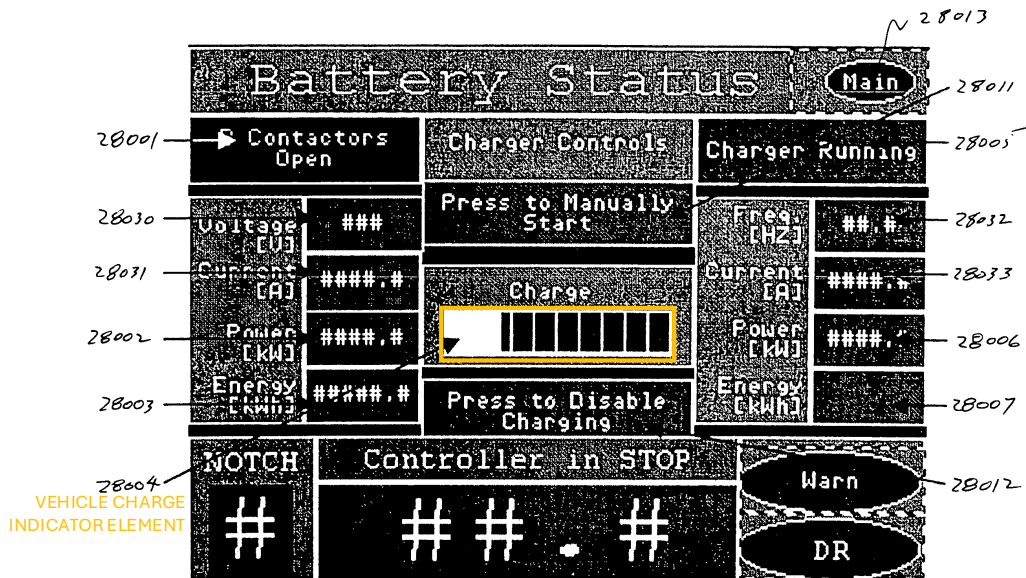 28013
Battery Status
Main
28011
28001
Contactors
Open
Charger Controls
Charger Running
28005
Press to Manually
Start
28030
Voltage
[V]
###
Freq.
[HZ]
##.#
28032
28031
Current
[A]
####.#
Charge
Current
[A]
####.#
28033
28002
Power
[kW]
####.#
Power
[kW]
####.#
28006
28003
Energy
[kWh]
#####.#
Press to Disable
Charging
Energy
[kWh]
28007
28004
VEHICLE CHARGE
INDICATOR ELEMENT
NOTCH
#
Controller in STOP
##.#
Warn
28012
DR